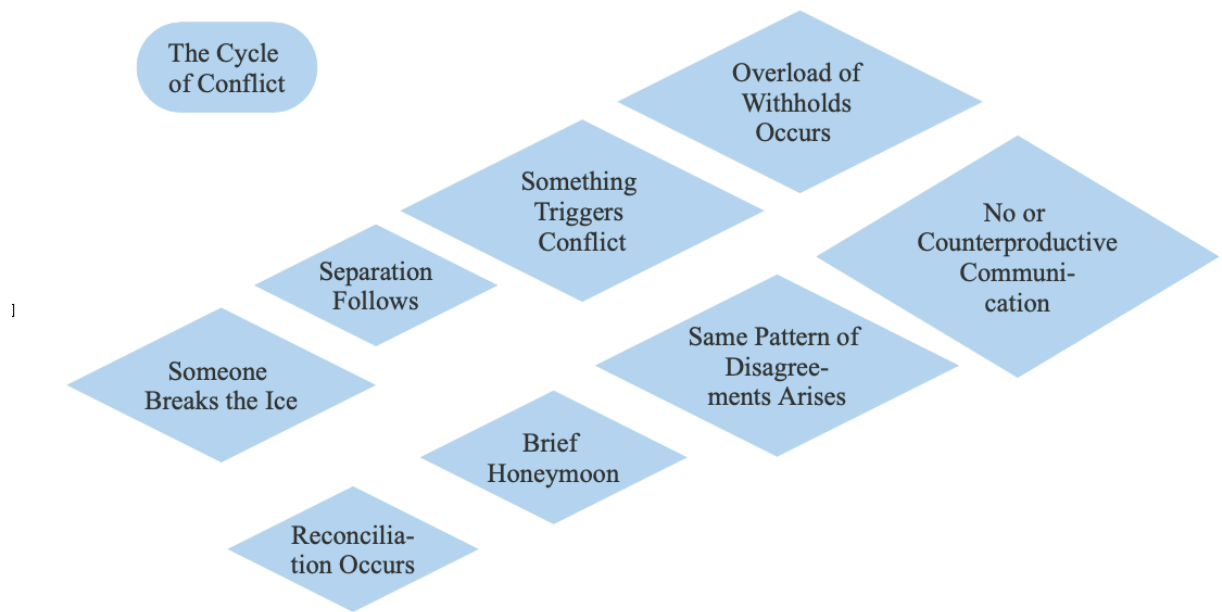 The Cycle
of Conflict
Overload of
Withholds
Occurs
Something
Triggers
Conflict
No or
Counterproductive
Communi-
cation
Separation
Follows
Same Pattern of
Disagree-
ments Arises
Someone
Breaks the Ice
Brief
Honeymoon
Reconcilia-
tion Occurs
]